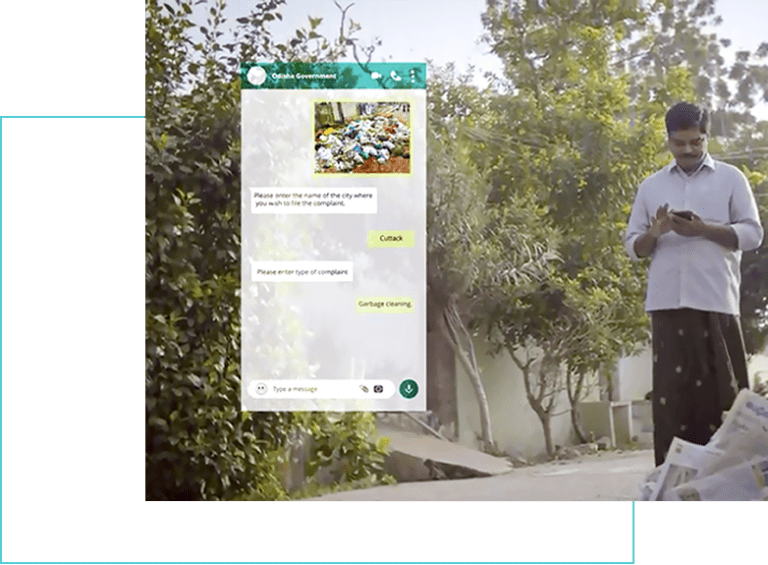 Odisha Government
Please enter the name of the city where
you wish to file the complaint.
Cuttack
Please enter type of complaint
Garbage cleaning.
Type a message